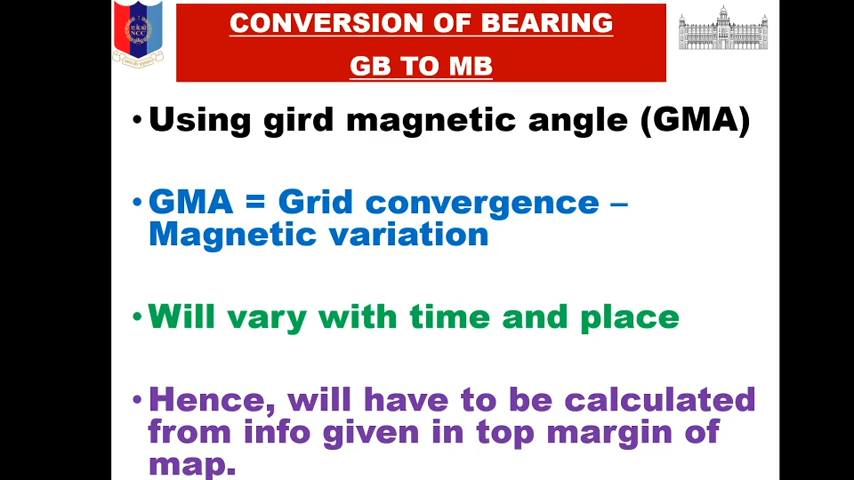 CONVERSION OF BEARING
GB TO MB
NCC
• Using gird magnetic angle (GMA)
• GMA = Grid convergence –
Magnetic variation
• Will vary with time and place
• Hence, will have to be calculated
from info given in top margin of
map.